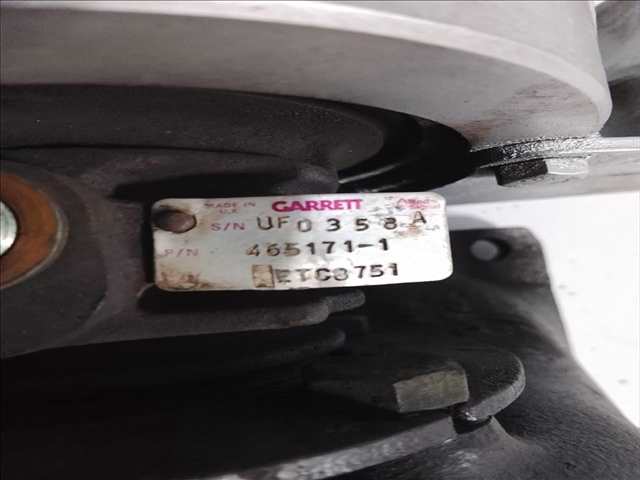 MADE IN U.K. GARRETT
S/N UF0358A
P/N 465171-1
ETC8751